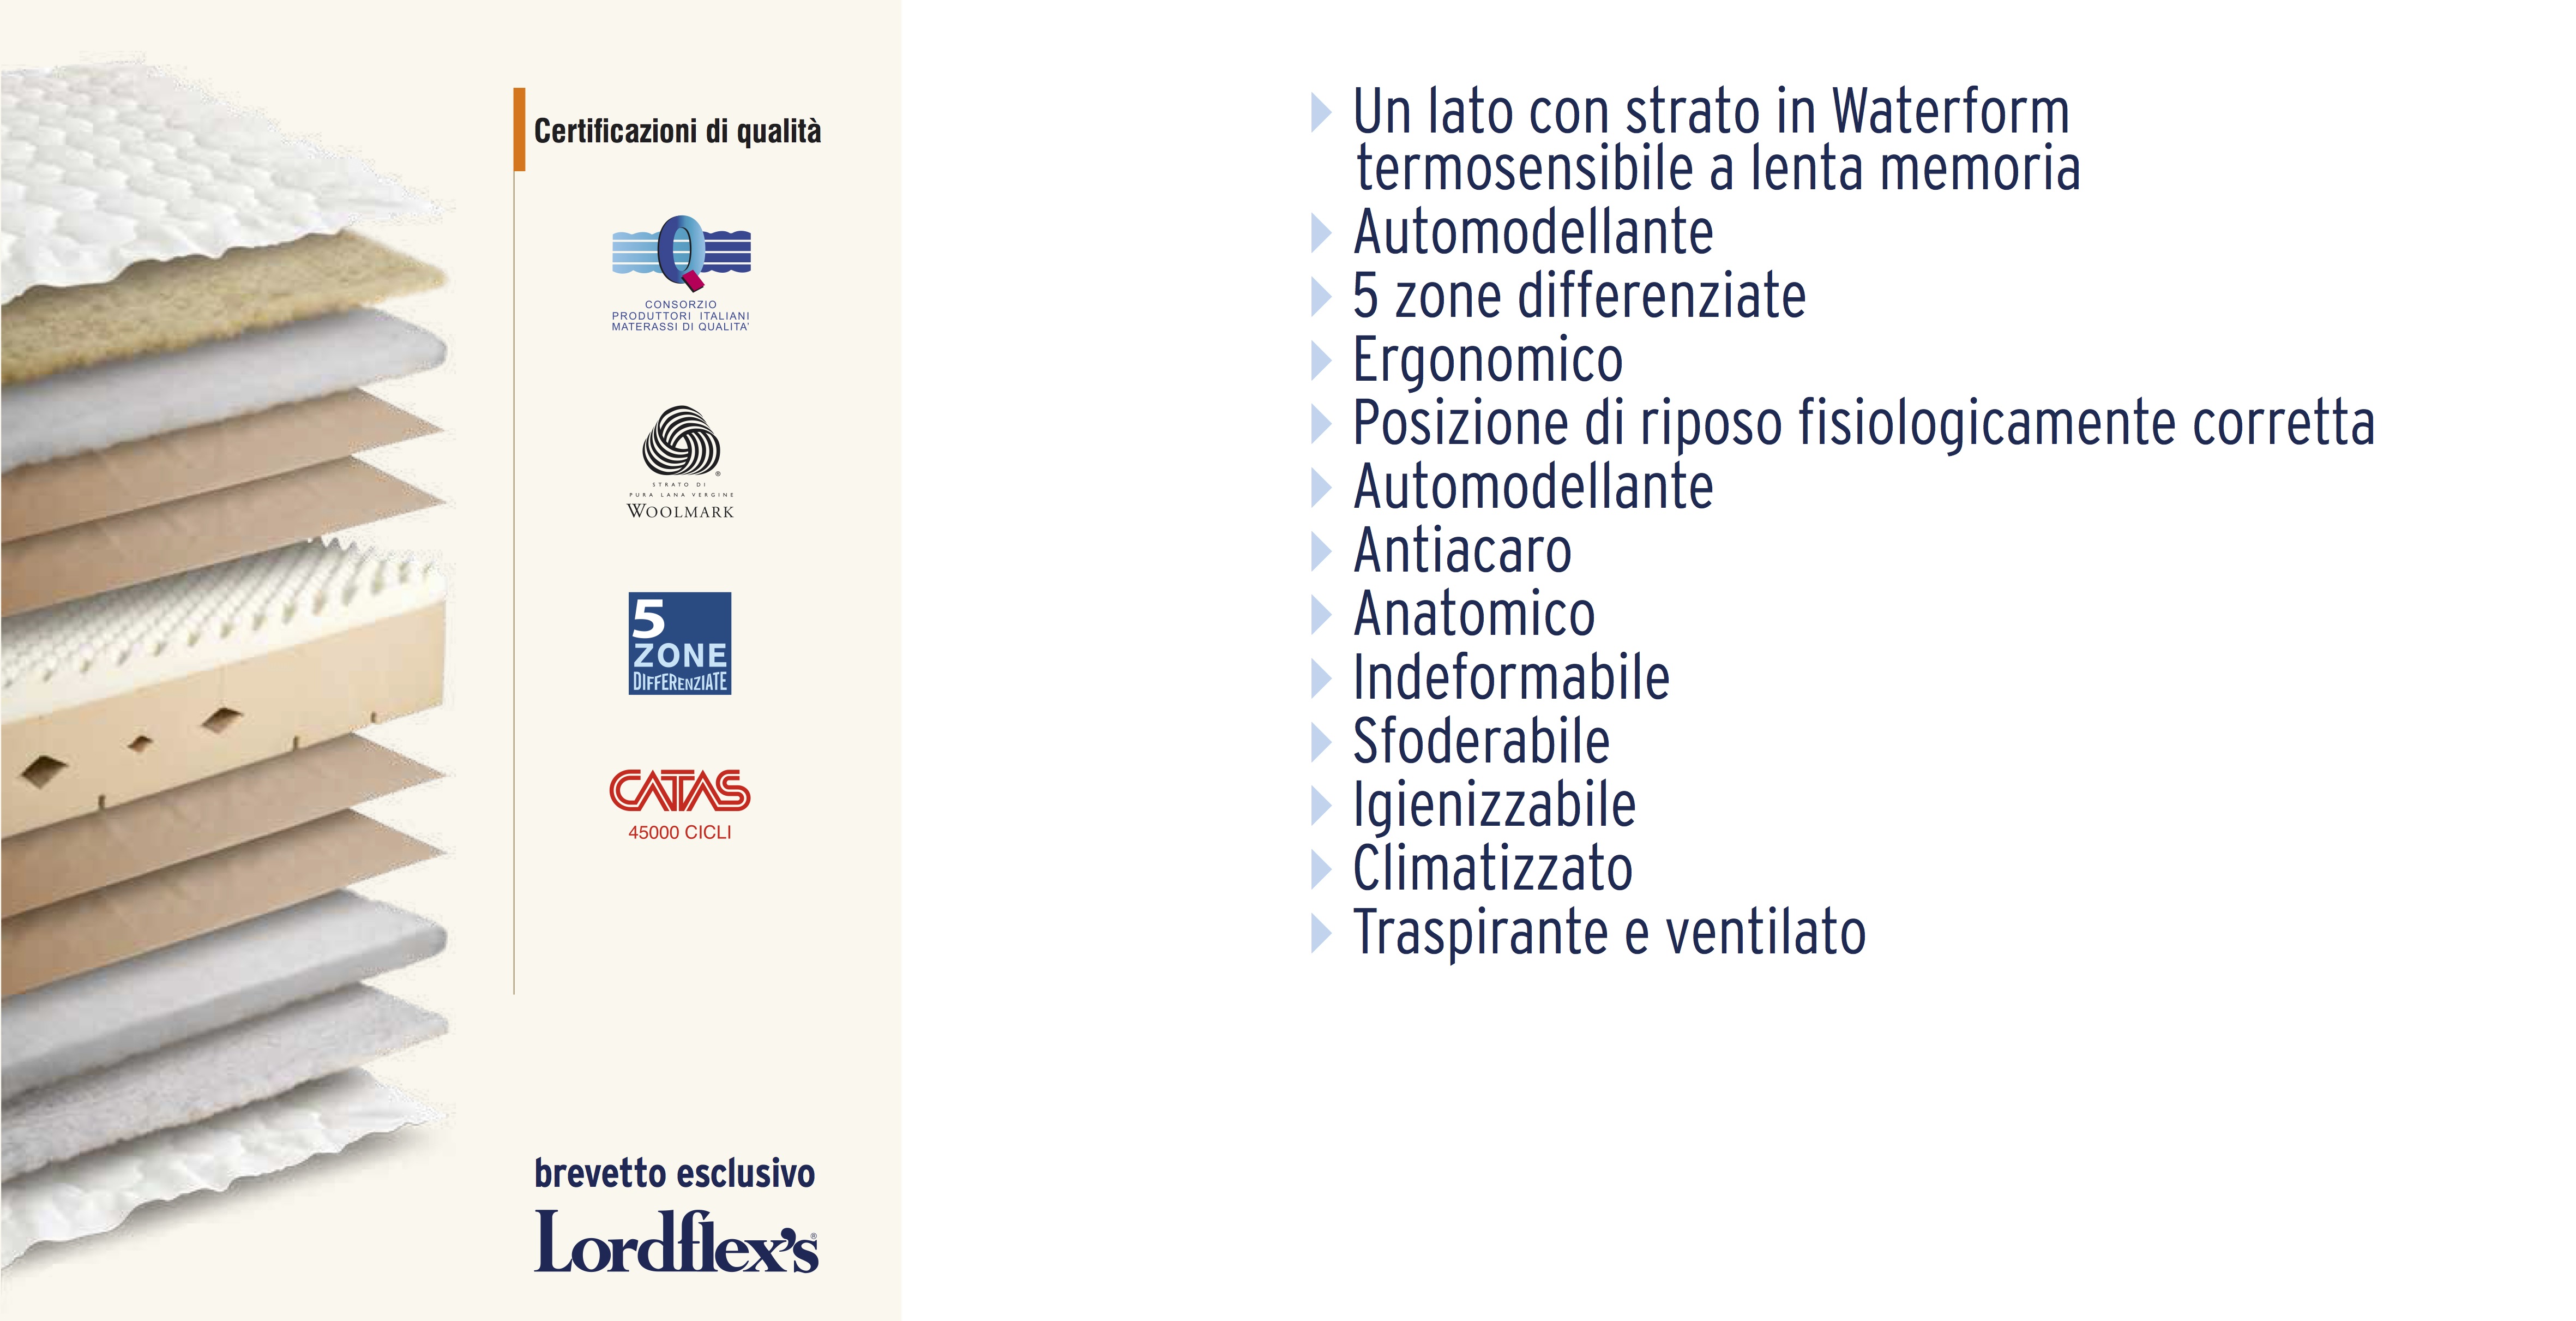 Certificazioni di qualità
Q
CONSORZIO
PRODUTTORI ITALIANI
MATERASSI DI QUALITA'
STRATO DI
PURA LANA VERGINE
WOOLMARK
5
ZONE
DIFFERENZIATE
CATAS
45000 CICLI
brevetto esclusivo
Lordflex's®
Un lato con strato in Waterform
termosensibile a lenta memoria
Automodellante
5 zone differenziate
Ergonomico
Posizione di riposo fisiologicamente corretta
Automodellante
Antiacaro
Anatomico
Indeformabile
Sfoderabile
Igienizzabile
Climatizzato
Traspirante e ventilato